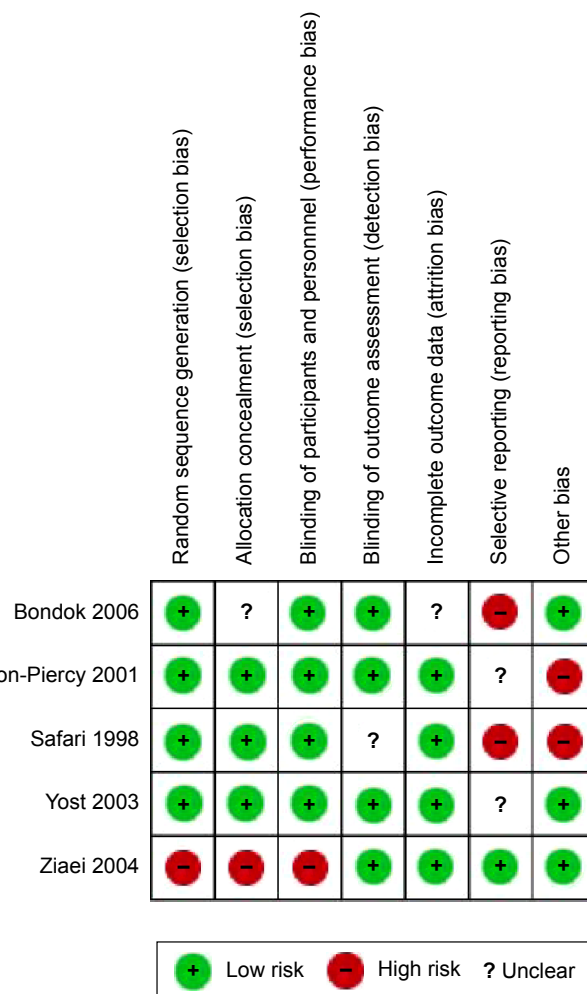 Random sequence generation (selection bias)
Allocation concealment (selection bias)
Blinding of participants and personnnel (performance bias)
Blinding of outcome assessment (detection bias)
Incomplete outcome data (attrition bias)
Selective reporting (reporting bias)
Other bias
Bondok 2006 + ? + + ? − +
on-Piercy 2001 + + + + + ? −
Safari 1998 + + + ? + − −
Yost 2003 + + + + + ? +
Ziaei 2004 − − − + + + +
+ Low risk − High risk ? Unclear